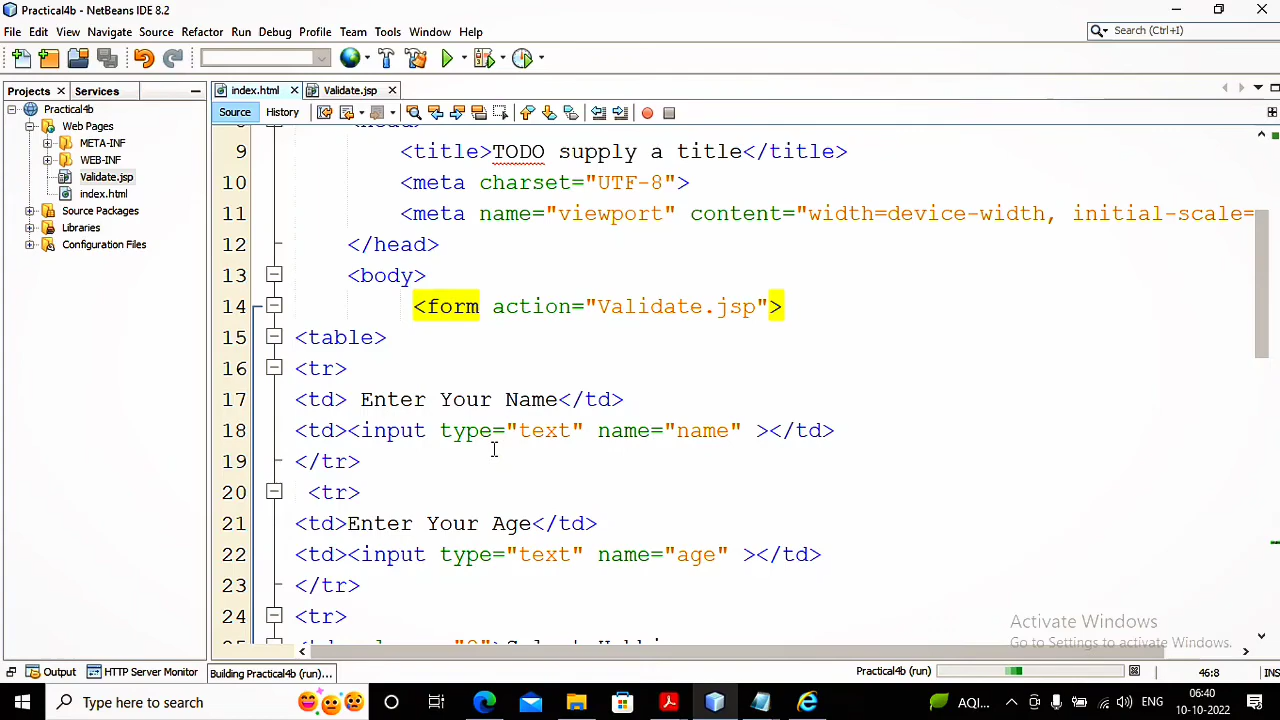 Practical4b - NetBeans IDE 8.2
File Edit View Navigate Source Refactor Run Debug Profile Team Tools Window Help
Search (Ctrl+I)
Projects Services
index.html Validate.jsp
Source History
Practical4b
Web Pages
META-INF
WEB-INF
Validate.jsp
index.html
Source Packages
Libraries
Configuration Files
9 <title>TODO supply a title</title>
10 <meta charset="UTF-8">
11 <meta name="viewport" content="width=device-width, initial-scale=
12 </head>
13 <body>
14 <form action="Validate.jsp">
15 <table>
16 <tr>
17 <td> Enter Your Name</td>
18 <td><input type="text" name="name" ></td>
19 </tr>
20 <tr>
21 <td>Enter Your Age</td>
22 <td><input type="text" name="age" ></td>
23 </tr>
24 <tr>
Activate Windows
Go to Settings to activate Windows.
Output HTTP Server Monitor Building Practical4b (run)... Practical4b (run) 46:8 INS
Type here to search AQI... ENG 06:40
10-10-2022